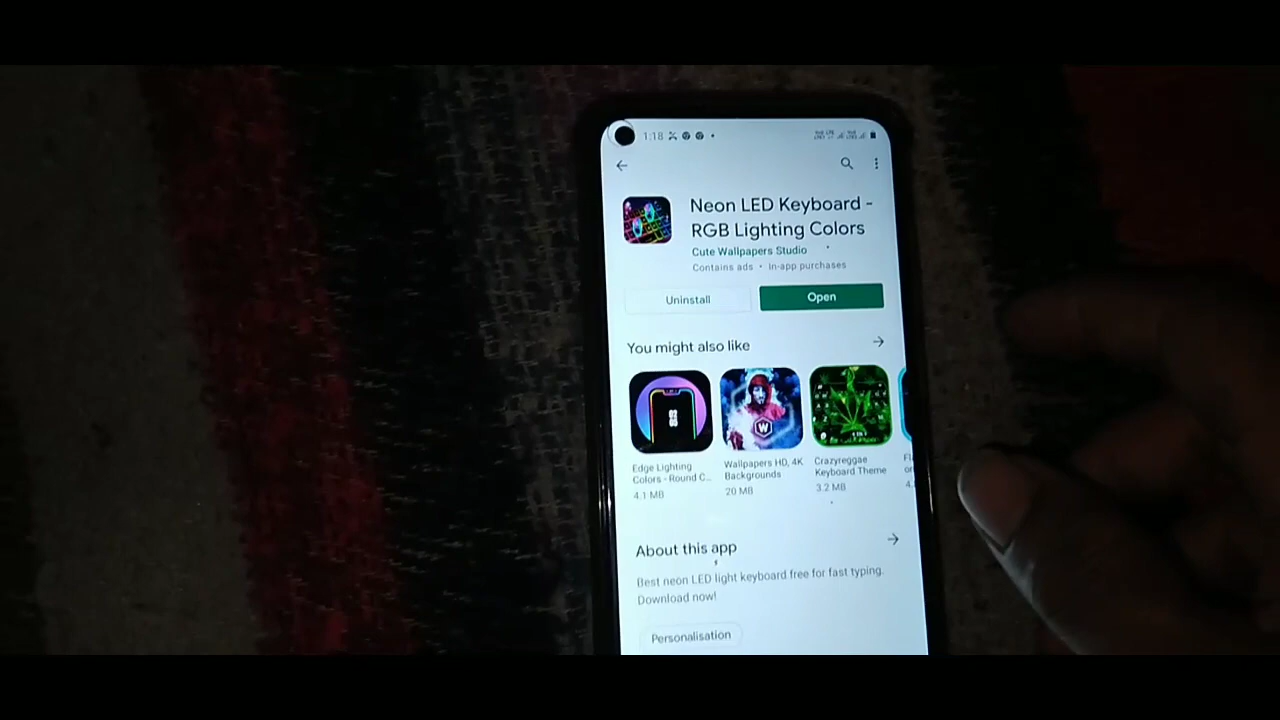 1:18
Neon LED Keyboard -
RGB Lighting Colors
Cute Wallpapers Studio
Contains ads • In-app purchases
Uninstall
Open
You might also like
Edge Lighting
Colors - Round C...
4.1 MB
Wallpapers HD, 4K
Backgrounds
20 MB
Crazyreggae
Keyboard Theme
3.2 MB
About this app
Best neon LED light keyboard free for fast typing.
Download now!
Personalisation